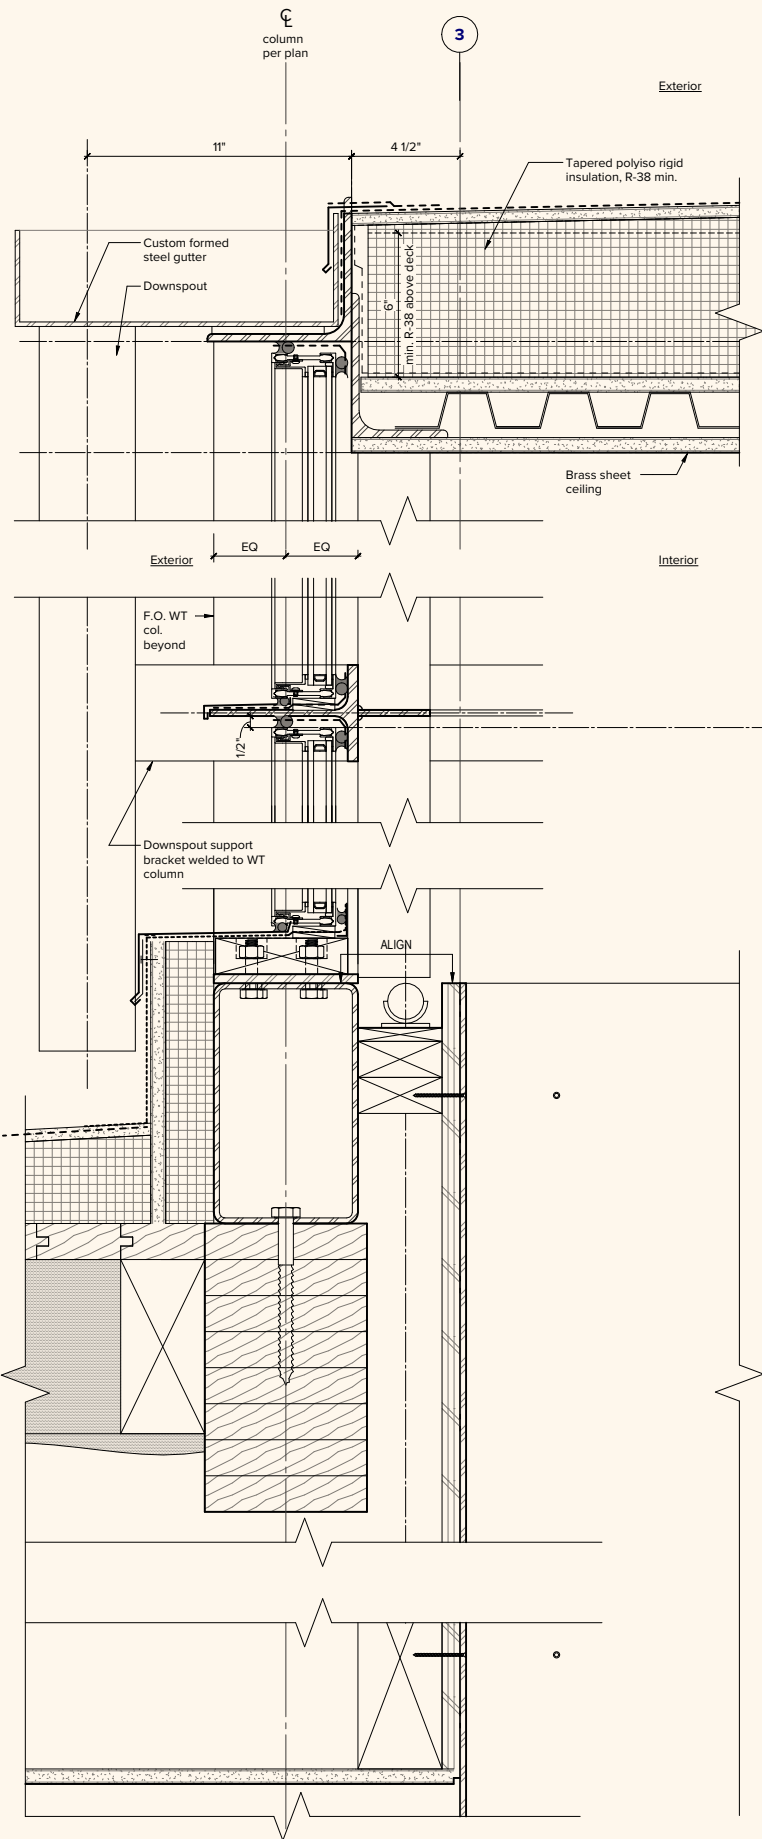 ℄
column
per plan
3
Exterior
11"
4 1/2"
Tapered polyiso rigid
insulation, R-38 min.
Custom formed
steel gutter
Downspout
6"
min. R-38 above deck
Brass sheet
ceiling
EQ
EQ
Exterior
Interior
F.O. WT
col.
beyond
1/2"
Downspout support
bracket welded to WT
column
ALIGN